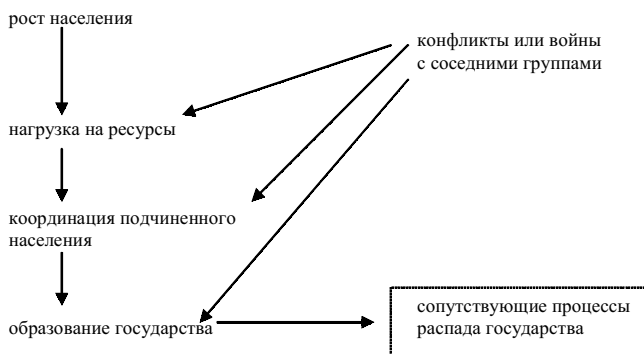 рост населения
конфликты или войны
с соседними группами
нагрузка на ресурсы
координация подчиненного
населения
образование государства
сопутствующие процессы
распада государства